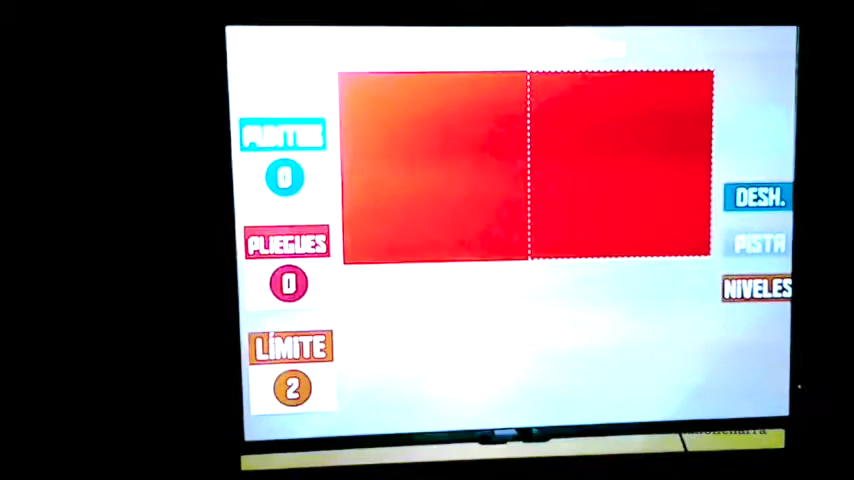 PUNTOS
0
PLIEGUES
0
LÍMITE
2
DESH.
PISTA
NIVELES